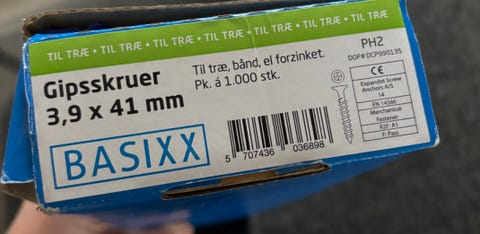 TIL TRÆ • TIL TRÆ • TIL TRÆ • TIL TRÆ • TIL TRÆ • TIL TRÆ •
Gipsskruer
3,9 x 41 mm
BASIXX
Til træ, bånd, el forzinket.
Pk. á 1.000 stk.
5 707436 036898
PH2
DOP# DCP990135
CE
Expandet Screw
Anchors A/S
14
EN 14566
Merchanical
Fastener
R2F: A1
F: Pass